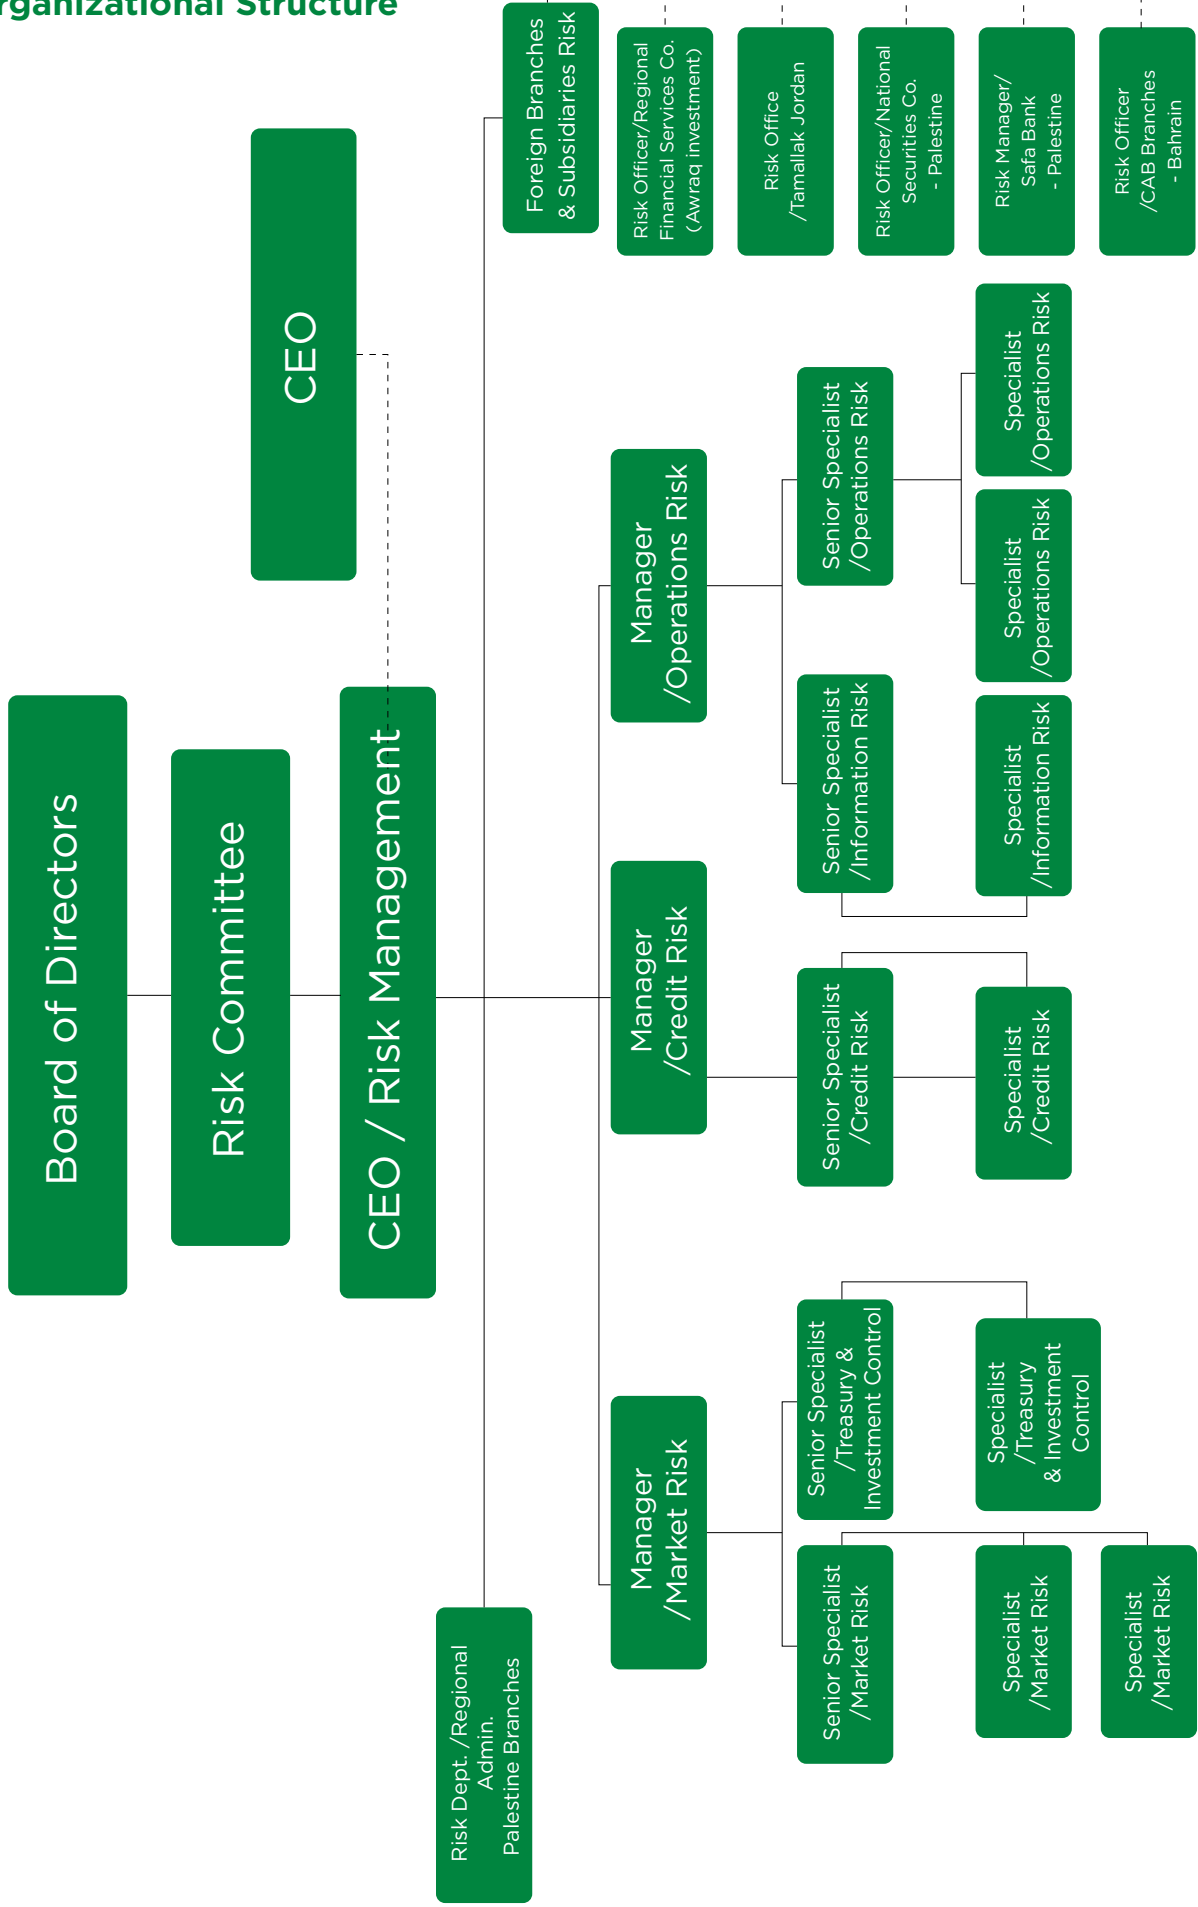 rganizational Structure
Board of Directors
Risk Committee
CEO
CEO / Risk Management
Risk Dept. /Regional
Admin.
Palestine Branches
Foreign Branches
& Subsidiaries Risk
Manager
/Market Risk
Manager
/Credit Risk
Manager
/Operations Risk
Risk Officer/Regional
Financial Services Co.
(Awraq investment)
Risk Office
/Tamallak Jordan
Risk Officer/National
Securities Co.
- Palestine
Risk Manager/
Safa Bank
- Palestine
Risk Officer
/CAB Branches
- Bahrain
Senior Specialist
/Market Risk
Senior Specialist
/Treasury &
Investment Control
Senior Specialist
/Credit Risk
Senior Specialist
/Information Risk
Senior Specialist
/Operations Risk
Specialist
/Market Risk
Specialist
/Treasury
& Investment
Control
Specialist
/Credit Risk
Specialist
/Information Risk
Specialist
/Operations Risk
Specialist
/Operations Risk
Specialist
/Market Risk